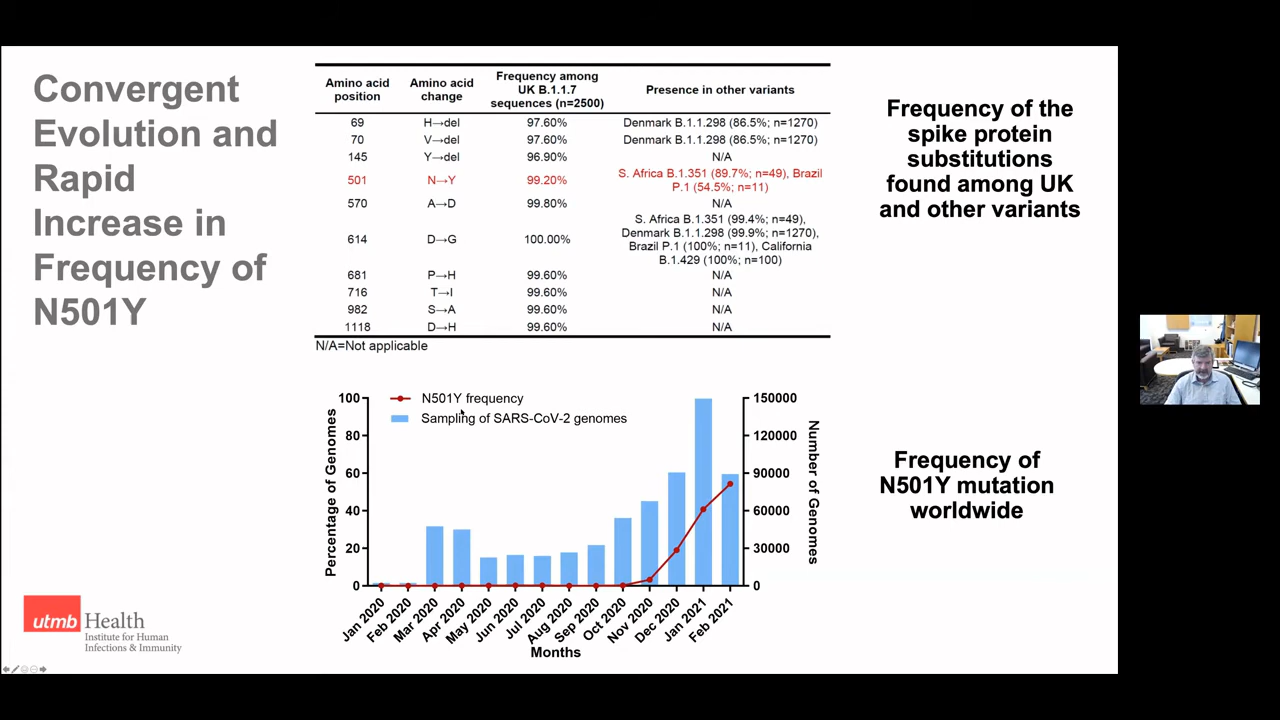 Convergent
Evolution and
Rapid
Increase in
Frequency of
N501Y
Amino acid position Amino acid change Frequency among UK B.1.1.7 sequences (n=2500) Presence in other variants
69 H→del 97.60% Denmark B.1.1.298 (86.5%; n=1270)
70 V→del 97.60% Denmark B.1.1.298 (86.5%; n=1270)
145 Y→del 96.90% N/A
501 N→Y 99.20% S. Africa B.1.351 (89.7%; n=49), Brazil
P.1 (54.5%; n=11)
570 A→D 99.80% N/A
614 D→G 100.00% S. Africa B.1.351 (99.4%; n=49),
Denmark B.1.1.298 (99.9%; n=1270),
Brazil P.1 (100%; n=11), California
B.1.429 (100%; n=100)
681 P→H 99.60% N/A
716 T→I 99.60% N/A
982 S→A 99.60% N/A
1118 D→H 99.60% N/A
N/A=Not applicable
Frequency of the
spike protein
substitutions
found among UK
and other variants
N501Y frequency
Sampling of SARS-CoV-2 genomes
Percentage of Genomes
100
80
60
40
20
0
150000
120000
90000
60000
30000
0
Number of Genomes
Jan 2020
Feb 2020
Mar 2020
Apr 2020
May 2020
Jun 2020
Jul 2020
Aug 2020
Sep 2020
Oct 2020
Nov 2020
Dec 2020
Jan 2021
Feb 2021
Months
Frequency of
N501Y mutation
worldwide
utmb Health
Institute for Human
Infections & Immunity